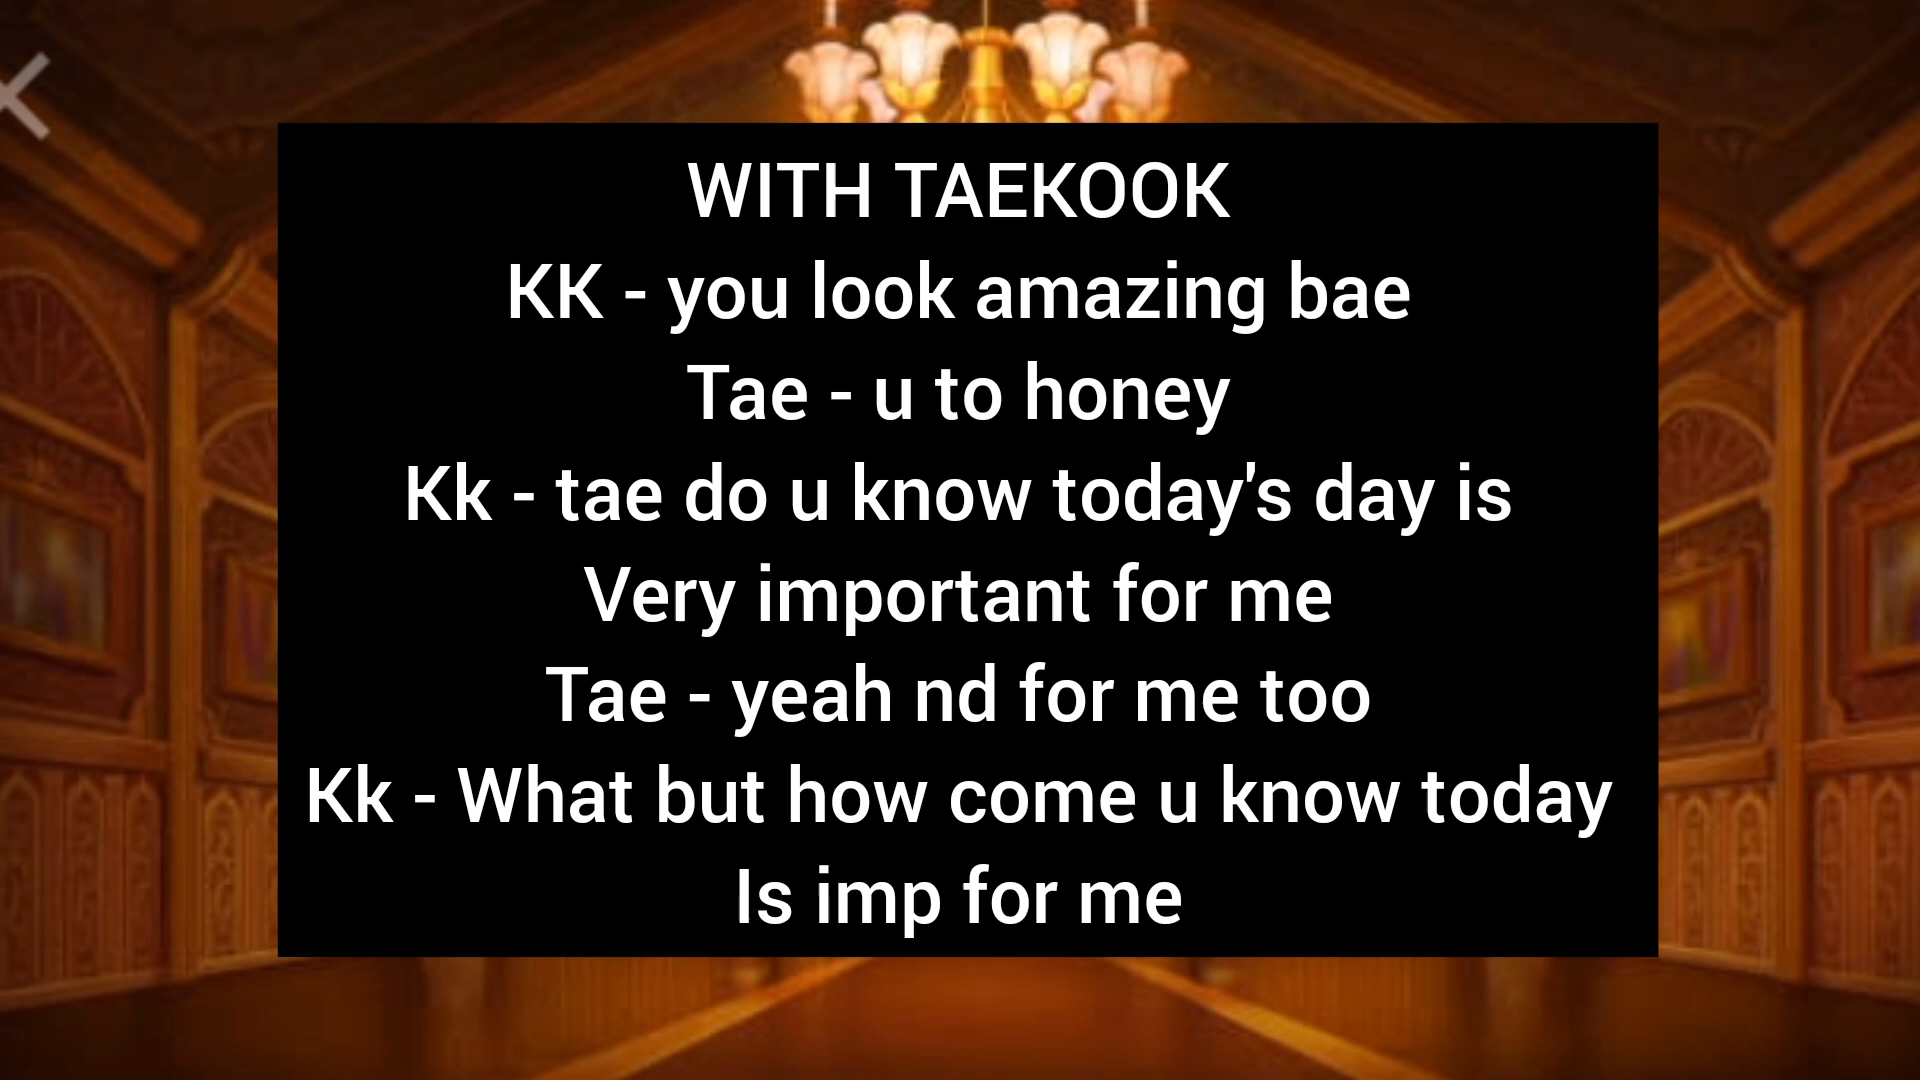 WITH TAEKOOK
KK - you look amazing bae
Tae - u to honey
Kk - tae do u know today's day is
Very important for me
Tae - yeah nd for me too
Kk - What but how come u know today
Is imp for me